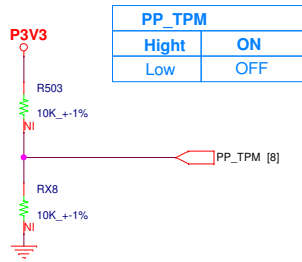 PP_TPM
Hight ON
Low OFF
P3V3
R503
10K_+-1%
NI
PP_TPM [8]
RX8
10K_+-1%
NI